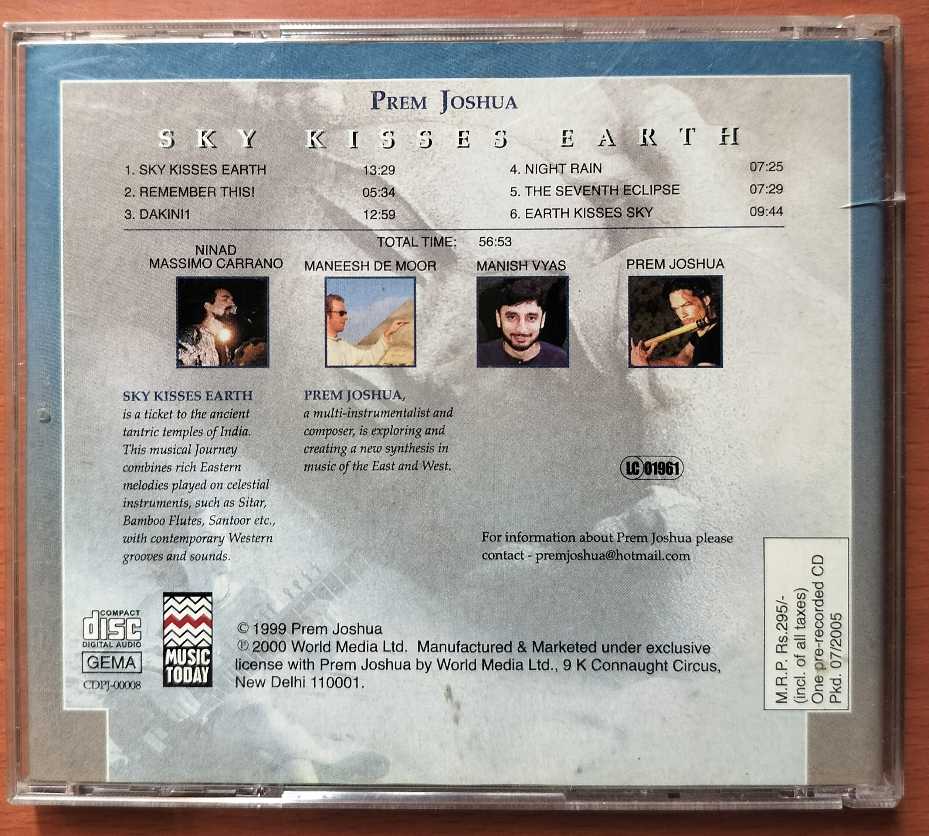 PREM JOSHUA
SKY KISSES EARTH
1. SKY KISSES EARTH 13:29
2. REMEMBER THIS! 05:34
3. DAKINI1 12:59
4. NIGHT RAIN 07:25
5. THE SEVENTH ECLIPSE 07:29
6. EARTH KISSES SKY 09:44
TOTAL TIME: 56:53
NINAD
MASSIMO CARRANO
MANEESH DE MOOR
MANISH VYAS
PREM JOSHUA
SKY KISSES EARTH
is a ticket to the ancient
tantric temples of India.
This musical Journey
combines rich Eastern
melodies played on celestial
instruments, such as Sitar,
Bamboo Flutes, Santoor etc.,
with contemporary Western
grooves and sounds.
PREM JOSHUA,
a multi-instrumentalist and
composer, is exploring and
creating a new synthesis in
music of the East and West.
LC 01961
For information about Prem Joshua please
contact - premjoshua@hotmail.com
COMPACT
disc
DIGITAL AUDIO
GEMA
CDPJ-00008
MUSIC
TODAY
© 1999 Prem Joshua
℗ 2000 World Media Ltd. Manufactured & Marketed under exclusive
license with Prem Joshua by World Media Ltd., 9 K Connaught Circus,
New Delhi 110001.
M.R.P. Rs.295/-
(incl. of all taxes)
One pre-recorded CD
Pkd. 07/2005